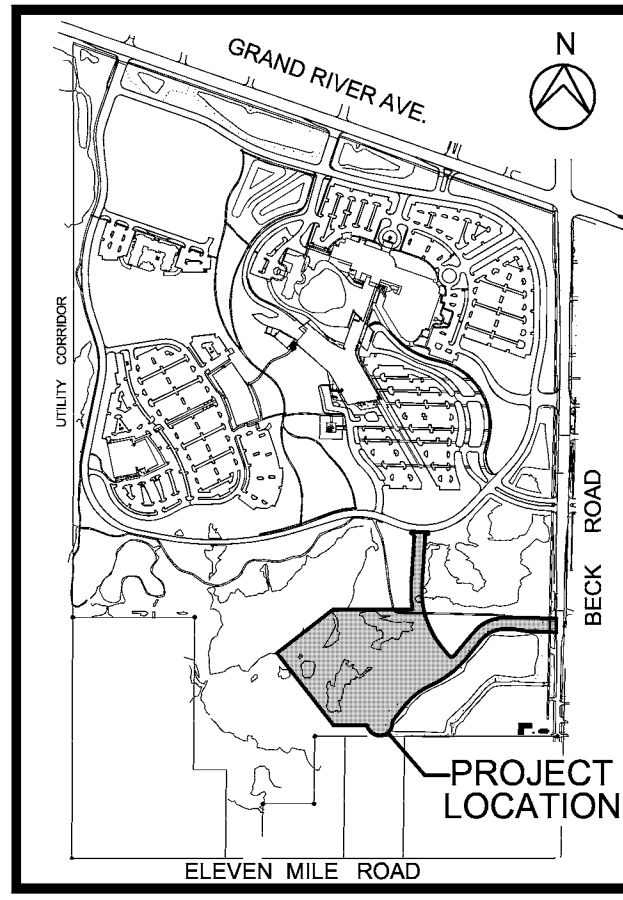 GRAND RIVER AVE.
N
UTILITY CORRIDOR
BECK ROAD
PROJECT
LOCATION
ELEVEN MILE ROAD